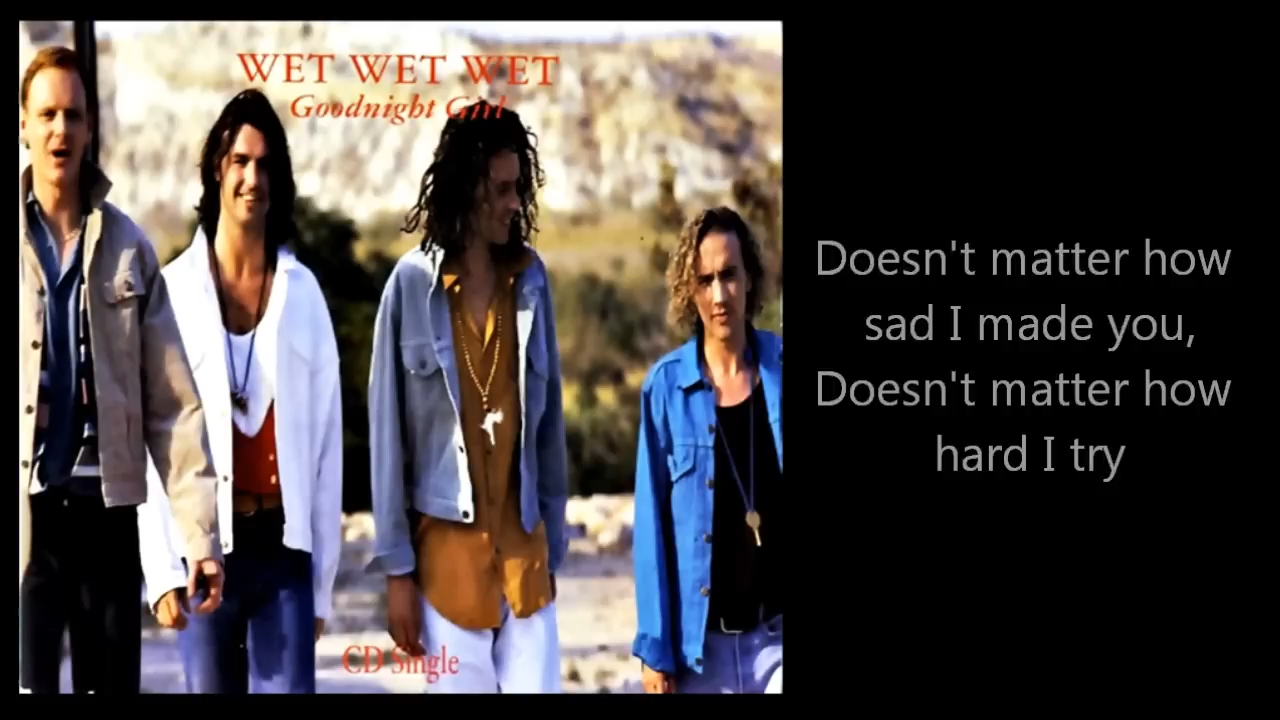 WET WET WET
Goodnight Girl
CD Single
Doesn't matter how
sad I made you,
Doesn't matter how
hard I try